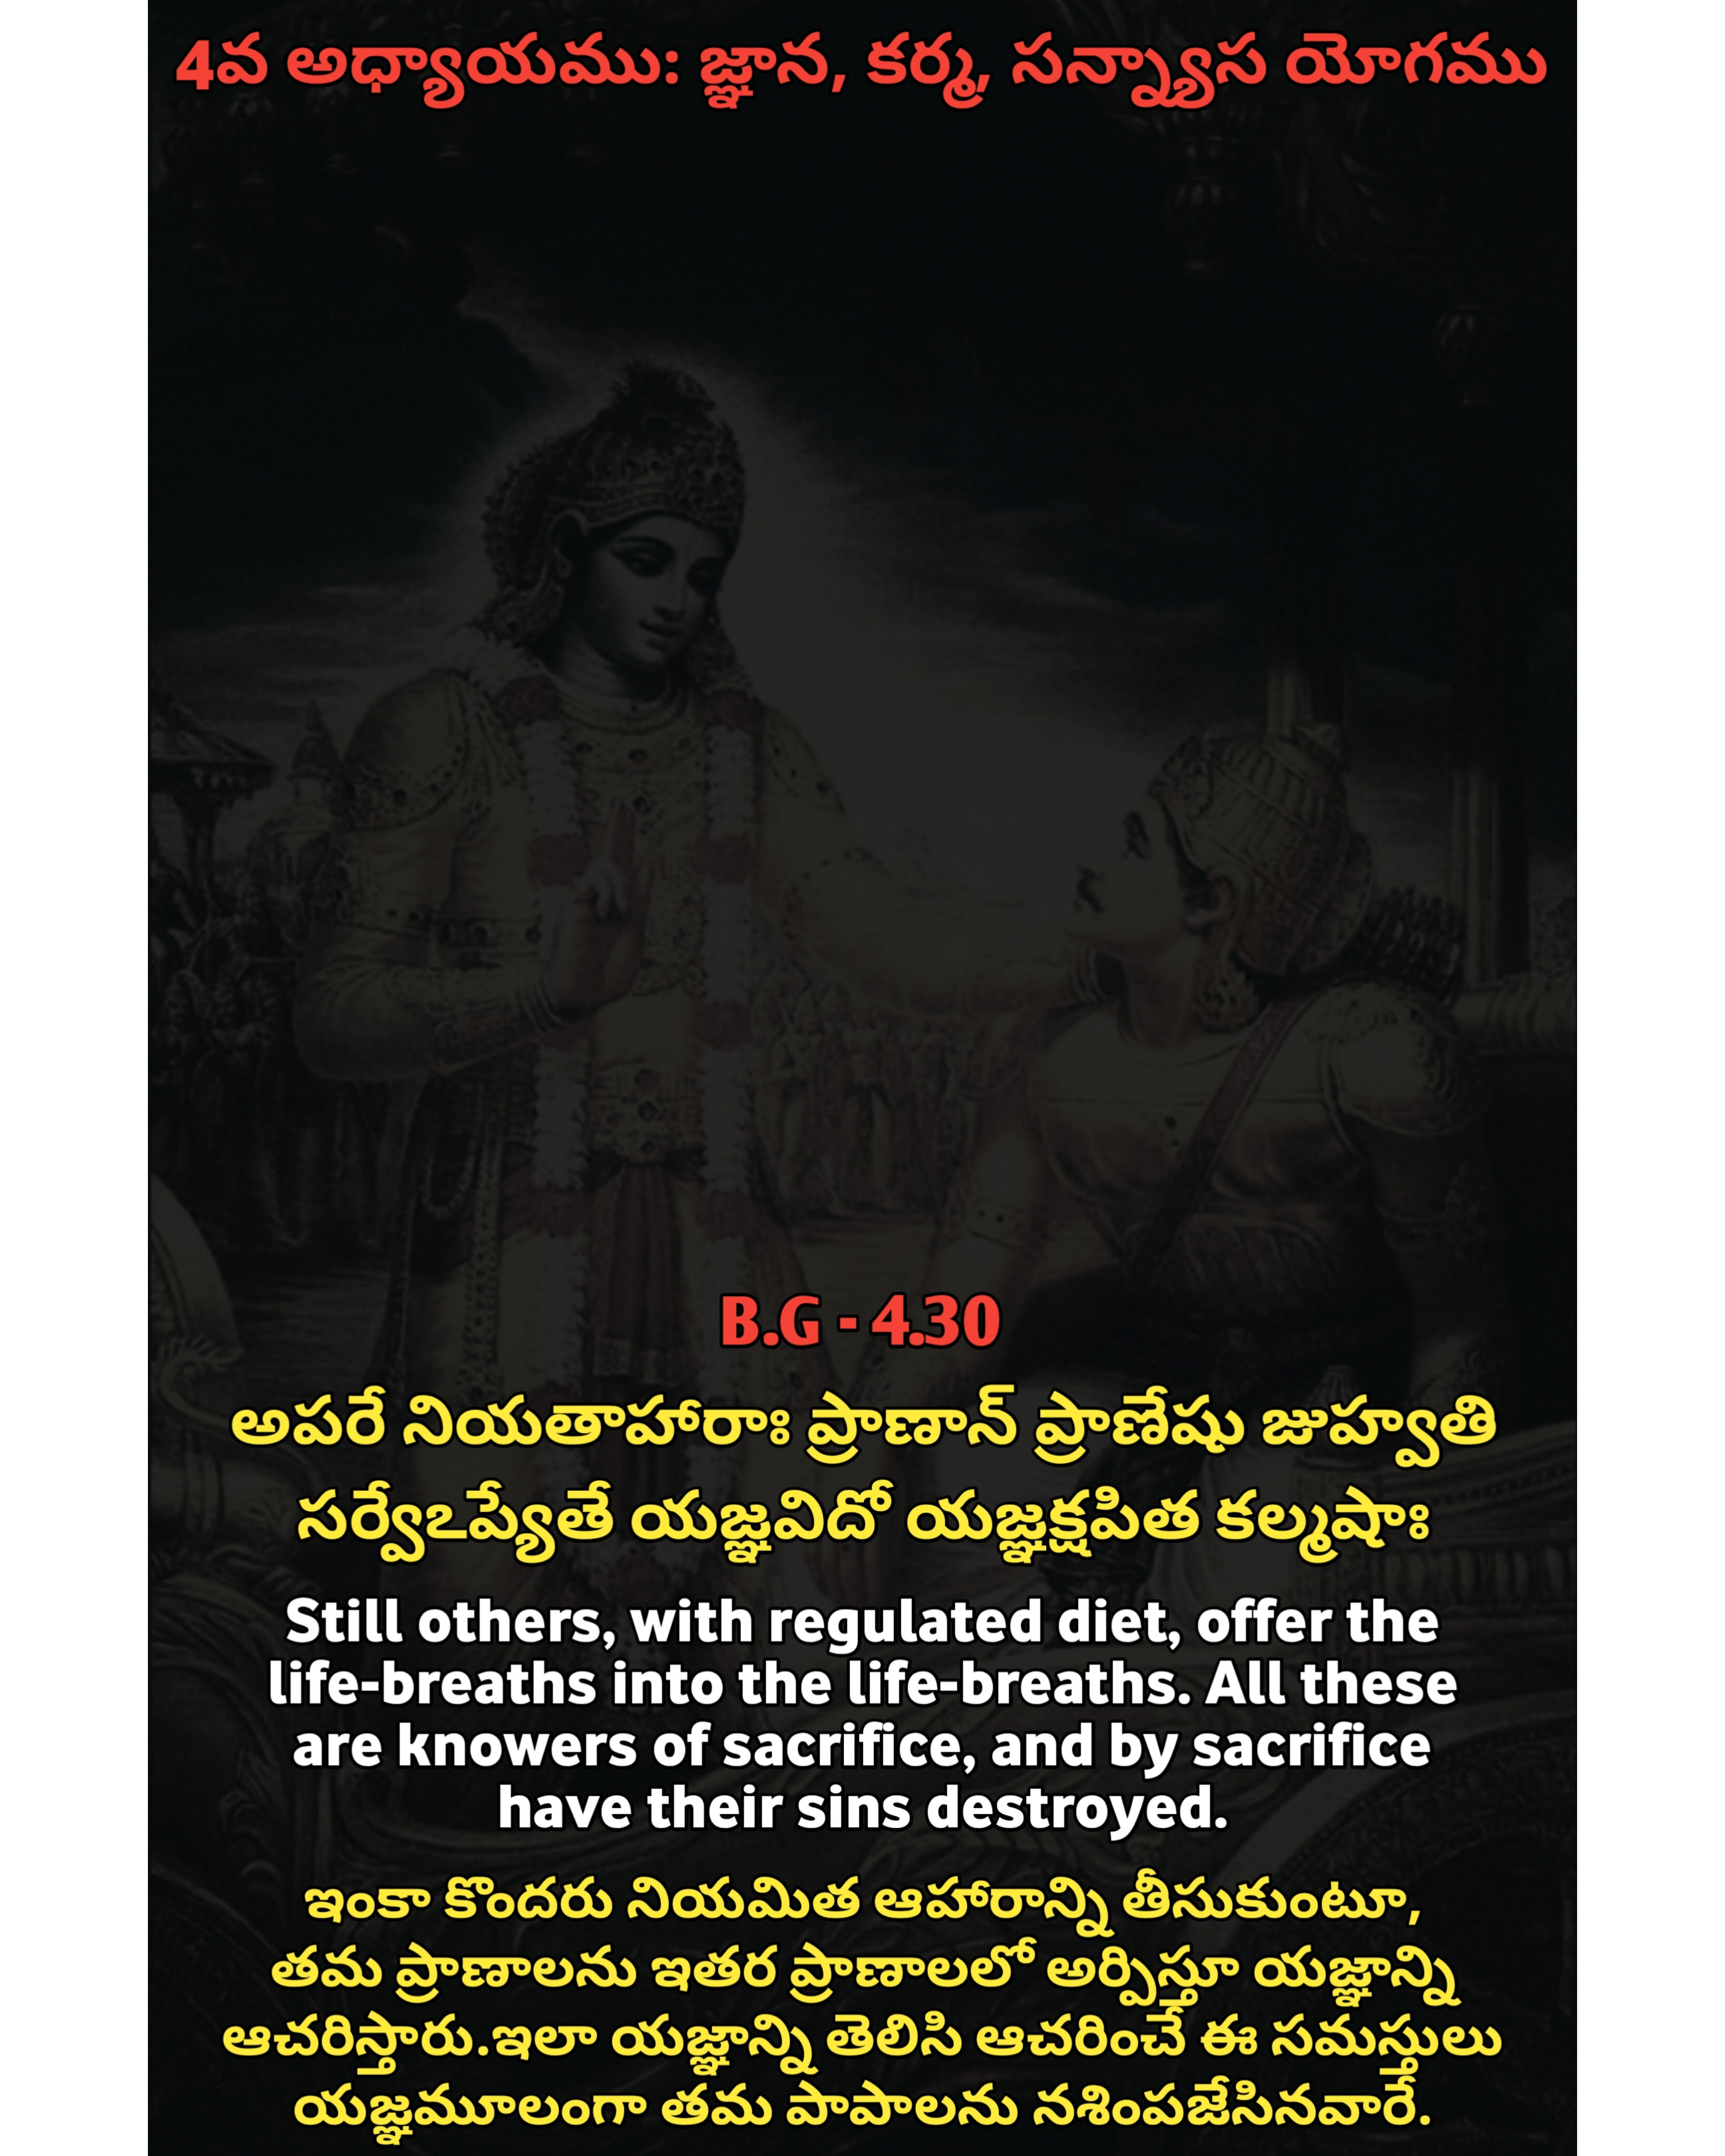 4వ అధ్యాయము: జ్ఞాన, కర్మ, సన్న్యాస యోగము
B.G - 4.30
అపరే నియతాహారాః ప్రాణాన్ ప్రాణేషు జుహ్వతి
సర్వేఽప్యేతే యజ్ఞవిదో యజ్ఞక్షపిత కల్మషాః
Still others, with regulated diet, offer the
life-breaths into the life-breaths. All these
are knowers of sacrifice, and by sacrifice
have their sins destroyed.
ఇంకా కొందరు నియమిత ఆహారాన్ని తీసుకుంటూ,
తమ ప్రాణాలను ఇతర ప్రాణాలలో అర్పిస్తూ యజ్ఞాన్ని
ఆచరిస్తారు.ఇలా యజ్ఞాన్ని తెలిసి ఆచరించే ఈ సమస్తులు
యజ్ఞమూలంగా తమ పాపాలను నశింపజేసినవారే.